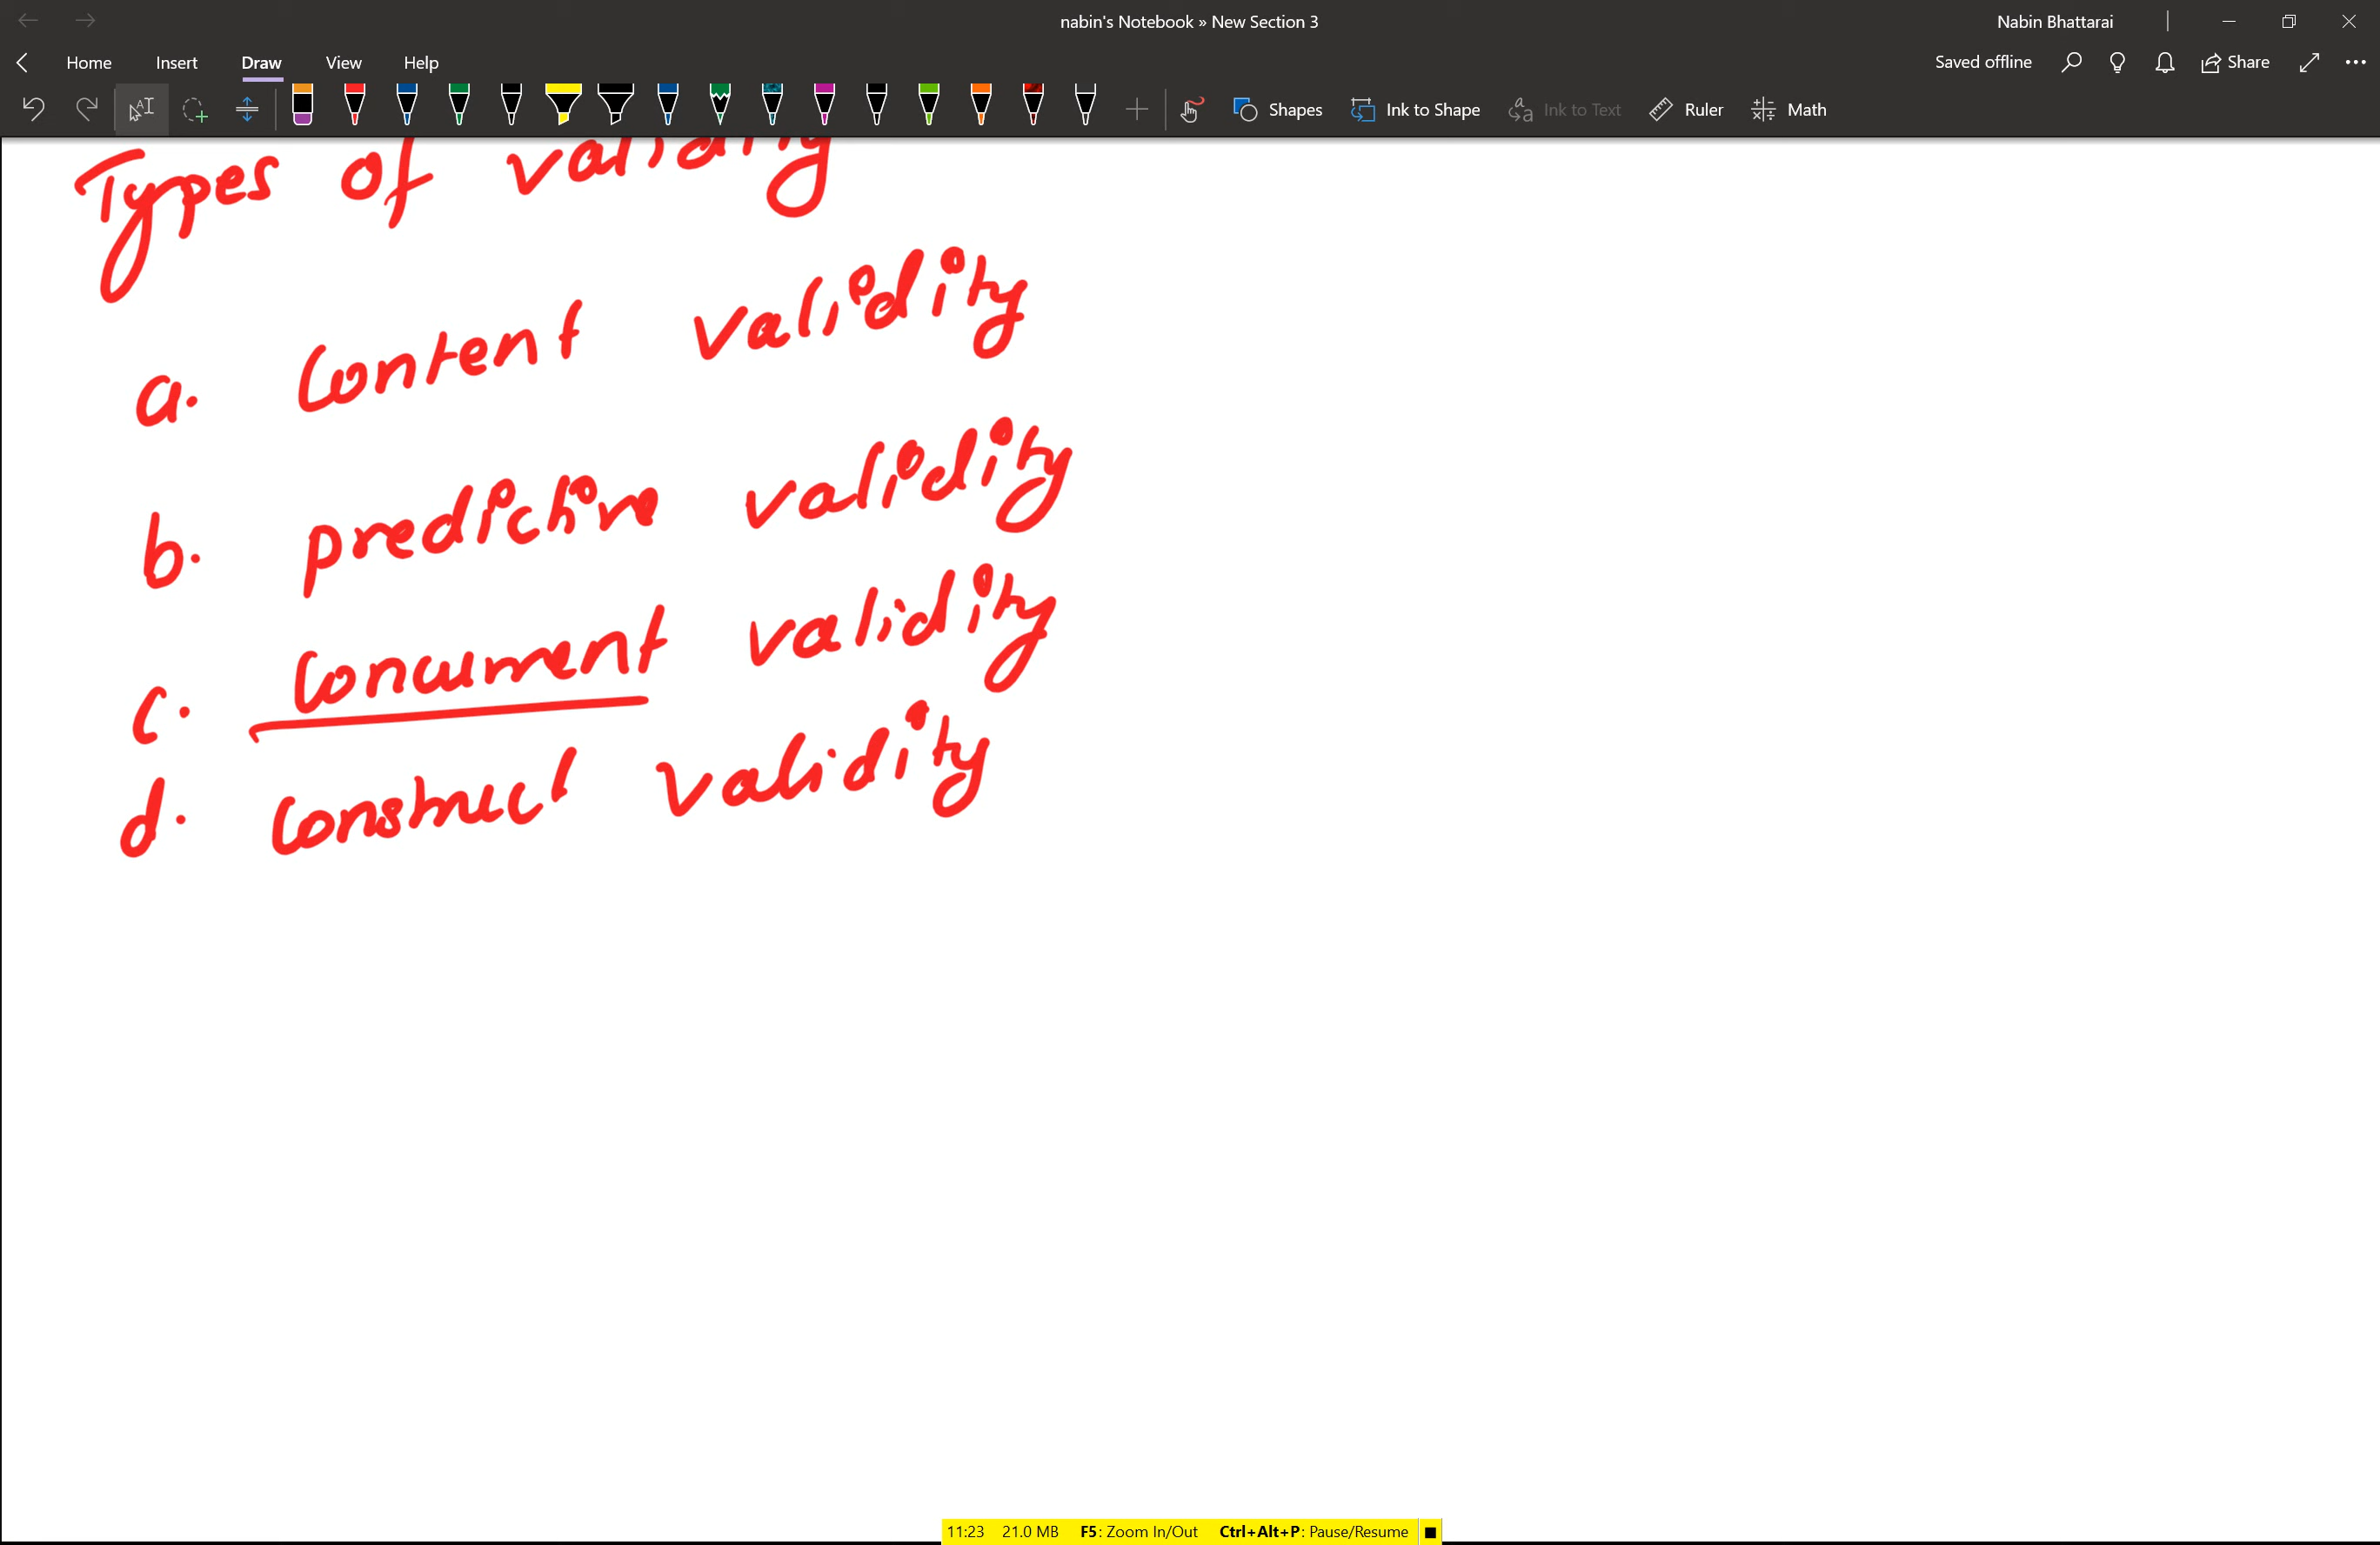 nabin's Notebook » New Section 3
Nabin Bhattarai
Home Insert Draw View Help
Saved offline Share
Shapes Ink to Shape Ink to Text Ruler Math
Types of validity
a. Content validity
b. predictive validity
c. Concurrent validity
d. Construct validity
11:23 21.0 MB F5: Zoom In/Out Ctrl+Alt+P: Pause/Resume